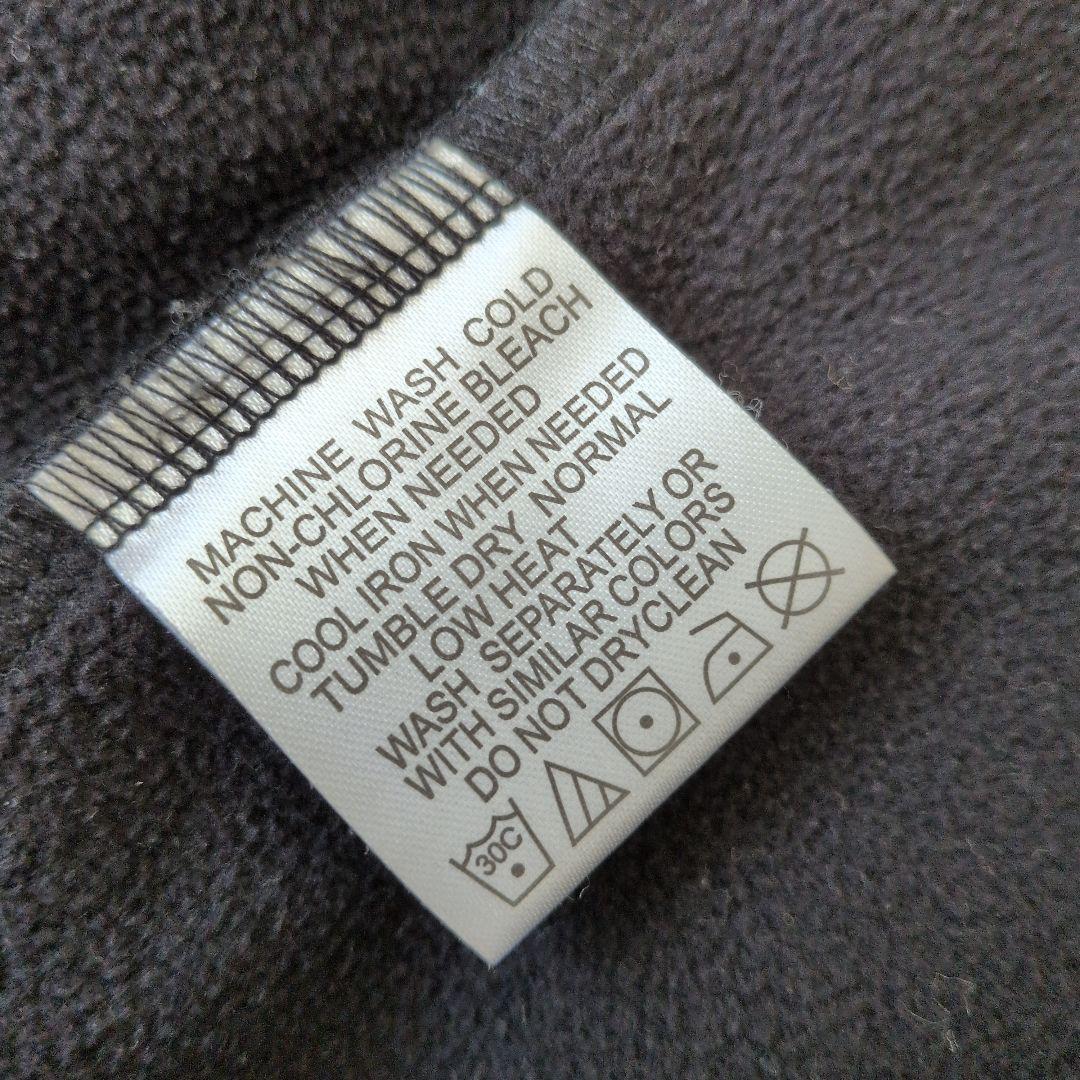 MACHINE WASH COLD
NON-CHLORINE BLEACH
WHEN NEEDED
COOL IRON WHEN NEEDED
TUMBLE DRY NORMAL
LOW HEAT
WASH SEPARATELY OR
WITH SIMILAR COLORS
DO NOT DRYCLEAN
30C